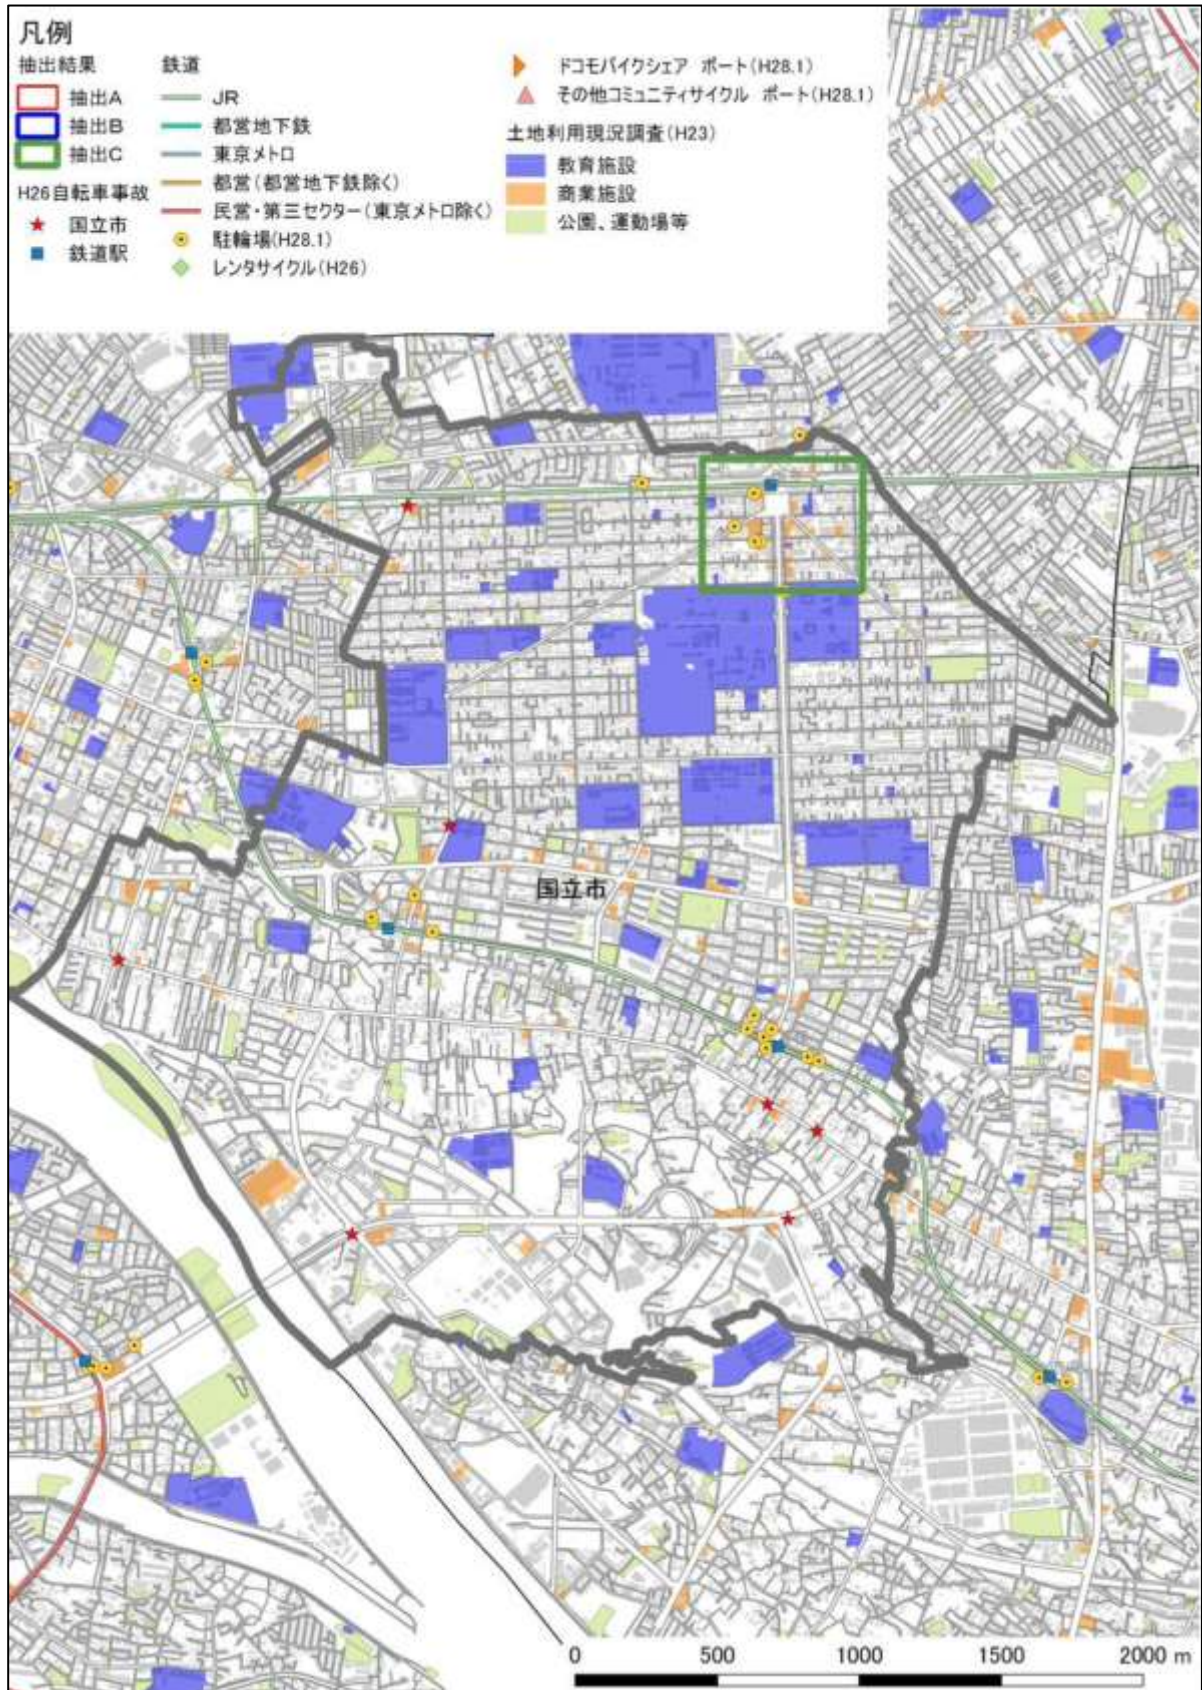 凡例
抽出結果
抽出A
抽出B
抽出C
H26自転車事故
国立市
鉄道駅
鉄道
JR
都営地下鉄
東京メトロ
都営(都営地下鉄除く)
民営・第三セクター(東京メトロ除く)
駐輪場(H28.1)
レンタサイクル(H26)
ドコモバイクシェア ポート(H28.1)
その他コミュニティサイクル ポート(H28.1)
土地利用現況調査(H23)
教育施設
商業施設
公園、運動場等
国立市
0 500 1000 1500 2000 m